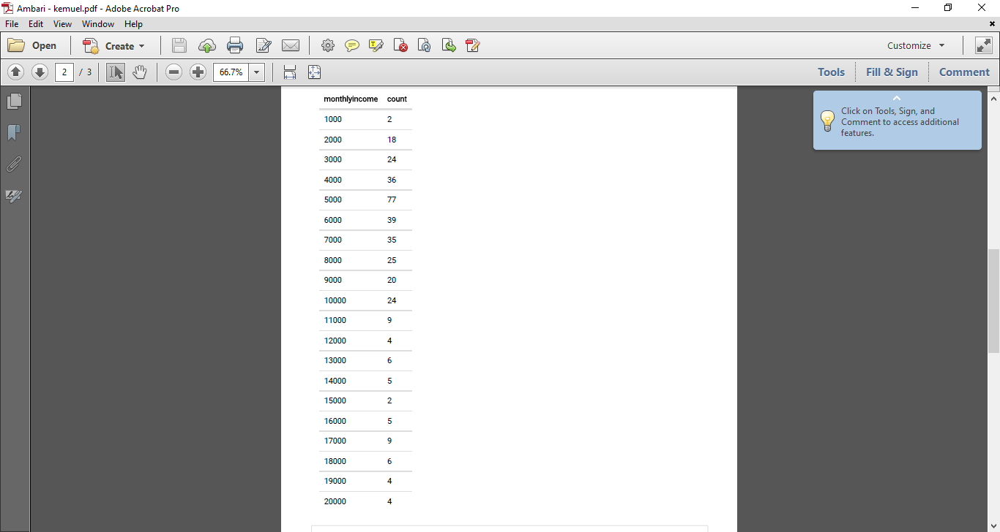 Ambari - kemuel.pdf - Adobe Acrobat Pro
File Edit View Window Help
Open Create Customize
2 / 3 66.7% Tools Fill & Sign Comment
Click on Tools, Sign, and
Comment to access additional
features.
monthlyincome count
1000 2
2000 18
3000 24
4000 36
5000 77
6000 39
7000 35
8000 25
9000 20
10000 24
11000 9
12000 4
13000 6
14000 5
15000 2
16000 5
17000 9
18000 6
19000 4
20000 4